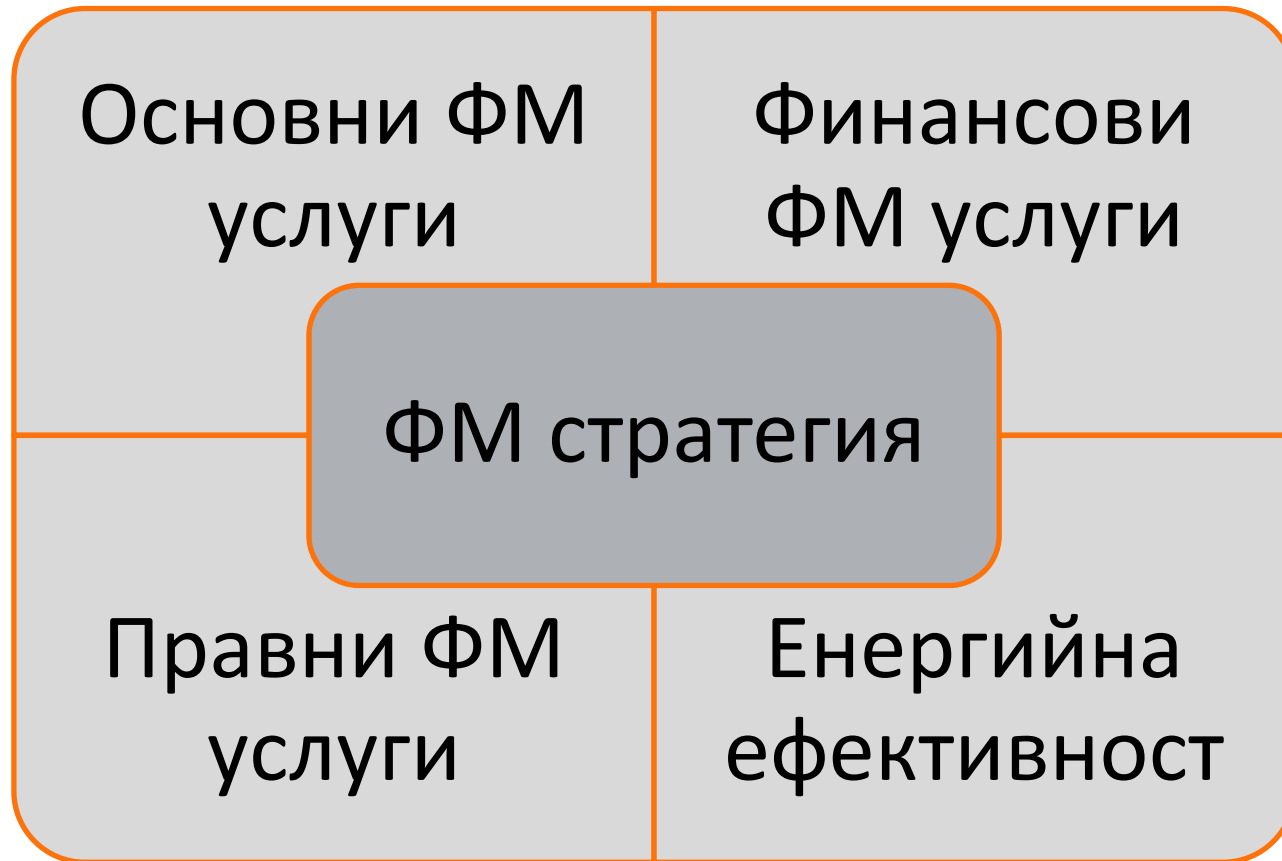 Основни ФМ
услуги
Финансови
ФМ услуги
ФМ стратегия
Правни ФМ
услуги
Енергийна
ефективност